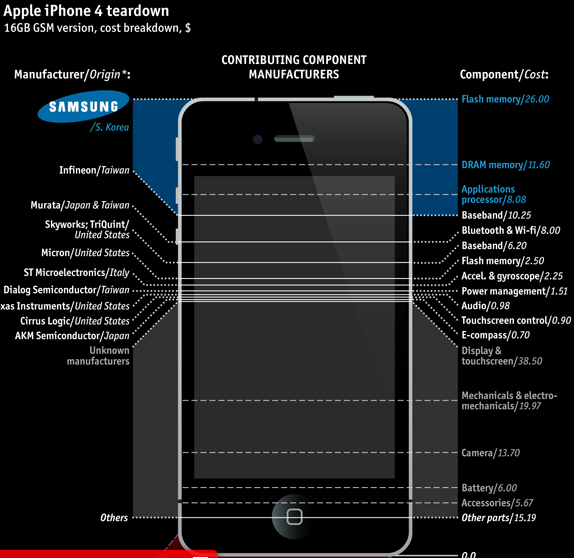 Apple iPhone 4 teardown
16GB GSM version, cost breakdown, $
CONTRIBUTING COMPONENT
MANUFACTURERS
Manufacturer/Origin*:
Component/Cost:
SAMSUNG
/S. Korea
Infineon/Taiwan
Murata/Japan & Taiwan
Skyworks; TriQuint/
United States
Micron/United States
ST Microelectronics/Italy
Dialog Semiconductor/Taiwan
xas Instruments/United States
Cirrus Logic/United States
AKM Semiconductor/Japan
Unknown
manufacturers
Others
Flash memory/26.00
DRAM memory/11.60
Applications
processor/8.08
Baseband/10.25
Bluetooth & Wi-fi/8.00
Baseband/6.20
Flash memory/2.50
Accel. & gyroscope/2.25
Power management/1.51
Audio/0.98
Touchscreen control/0.90
E-compass/0.70
Display &
touchscreen/38.50
Mechanicals & electro-
mechanicals/19.97
Camera/13.70
Battery/6.00
Accessories/5.67
Other parts/15.19